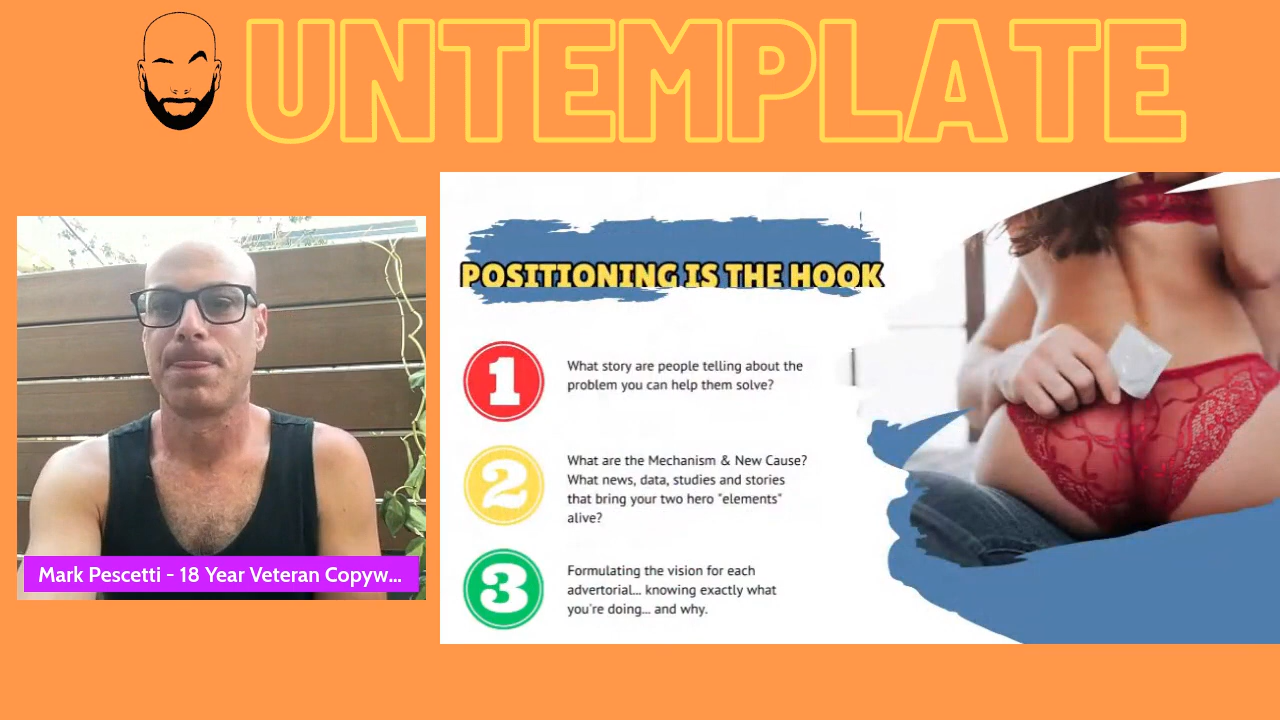 UNTEMPLATE
POSITIONING IS THE HOOK
1
What story are people telling about the
problem you can help them solve?
2
What are the Mechanism & New Cause?
What news, data, studies and stories
that bring your two hero "elements"
alive?
3
Formulating the vision for each
advertorial... knowing exactly what
you're doing... and why.
Mark Pescetti - 18 Year Veteran Copyw...